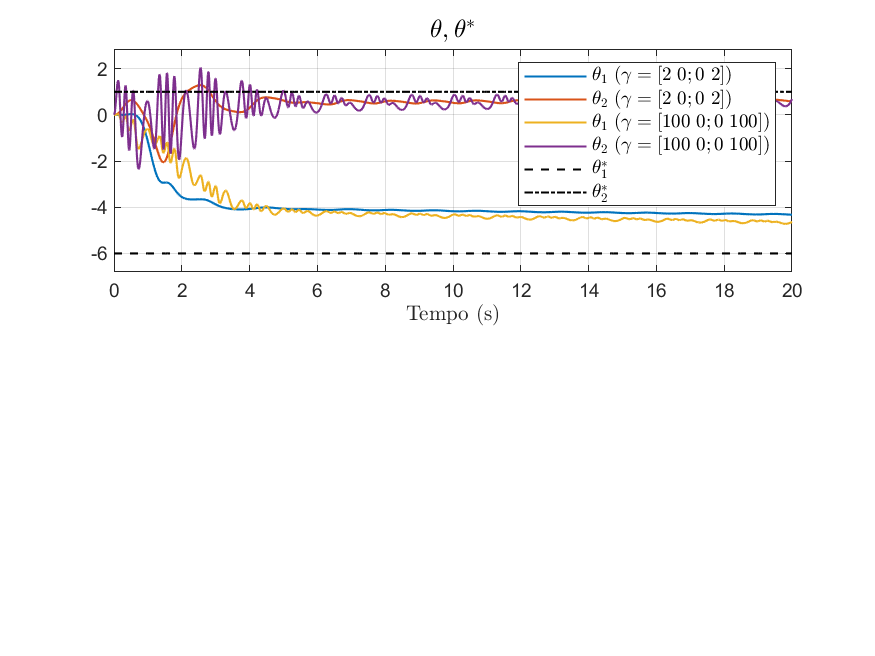 θ, θ*
2
0
-2
-4
-6
θ₁ (γ = [2 0; 0 2])
θ₂ (γ = [2 0; 0 2])
θ₁ (γ = [100 0; 0 100])
θ₂ (γ = [100 0; 0 100])
θ₁*
θ₂*
0 2 4 6 8 10 12 14 16 18 20
Tempo (s)